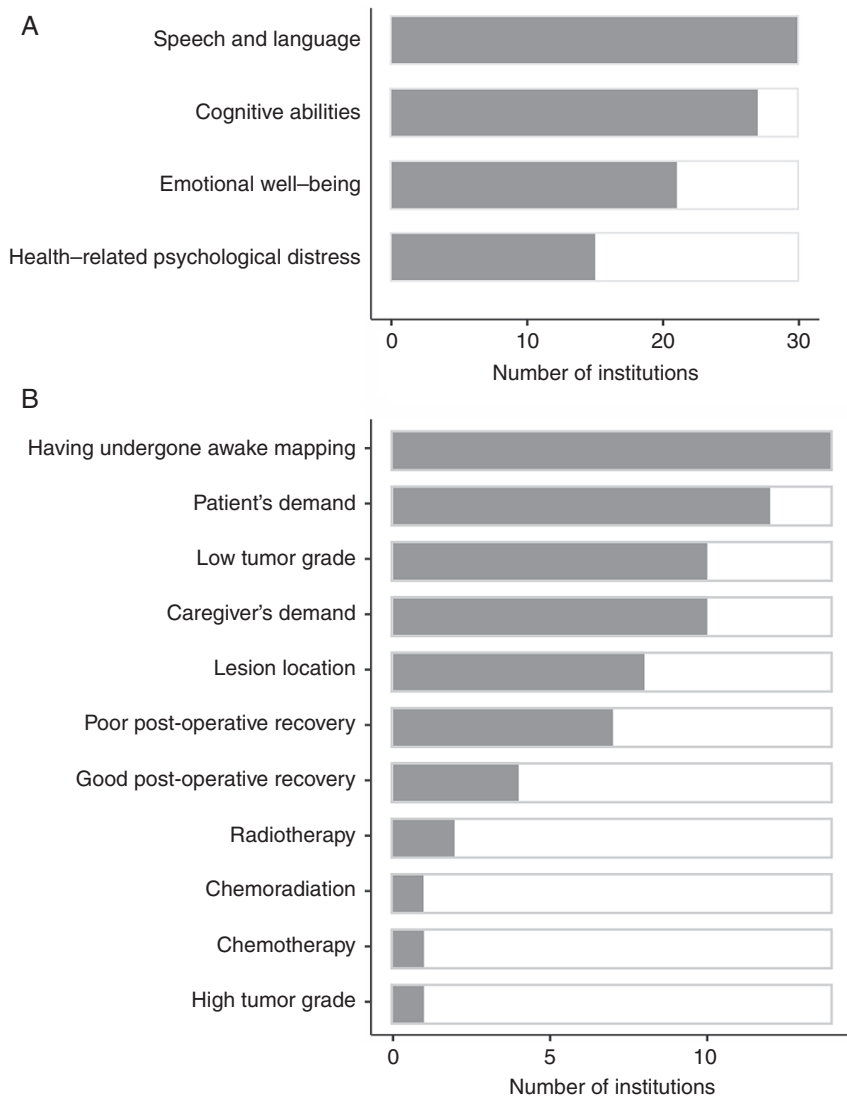 A
Speech and language
Cognitive abilities
Emotional well–being
Health–related psychological distress
0 10 20 30
Number of institutions
B
Having undergone awake mapping
Patient’s demand
Low tumor grade
Caregiver’s demand
Lesion location
Poor post-operative recovery
Good post-operative recovery
Radiotherapy
Chemoradiation
Chemotherapy
High tumor grade
0 5 10
Number of institutions